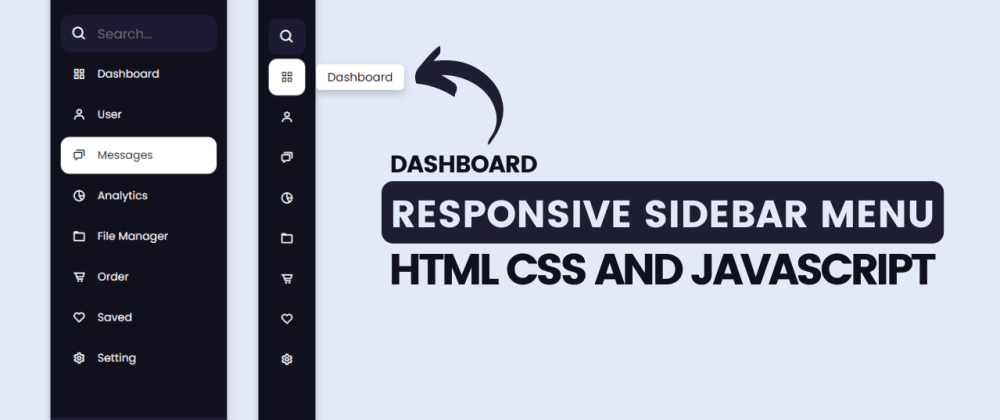 Search...
Dashboard
User
Messages
Analytics
File Manager
Order
Saved
Setting
Dashboard
DASHBOARD
RESPONSIVE SIDEBAR MENU
HTML CSS AND JAVASCRIPT